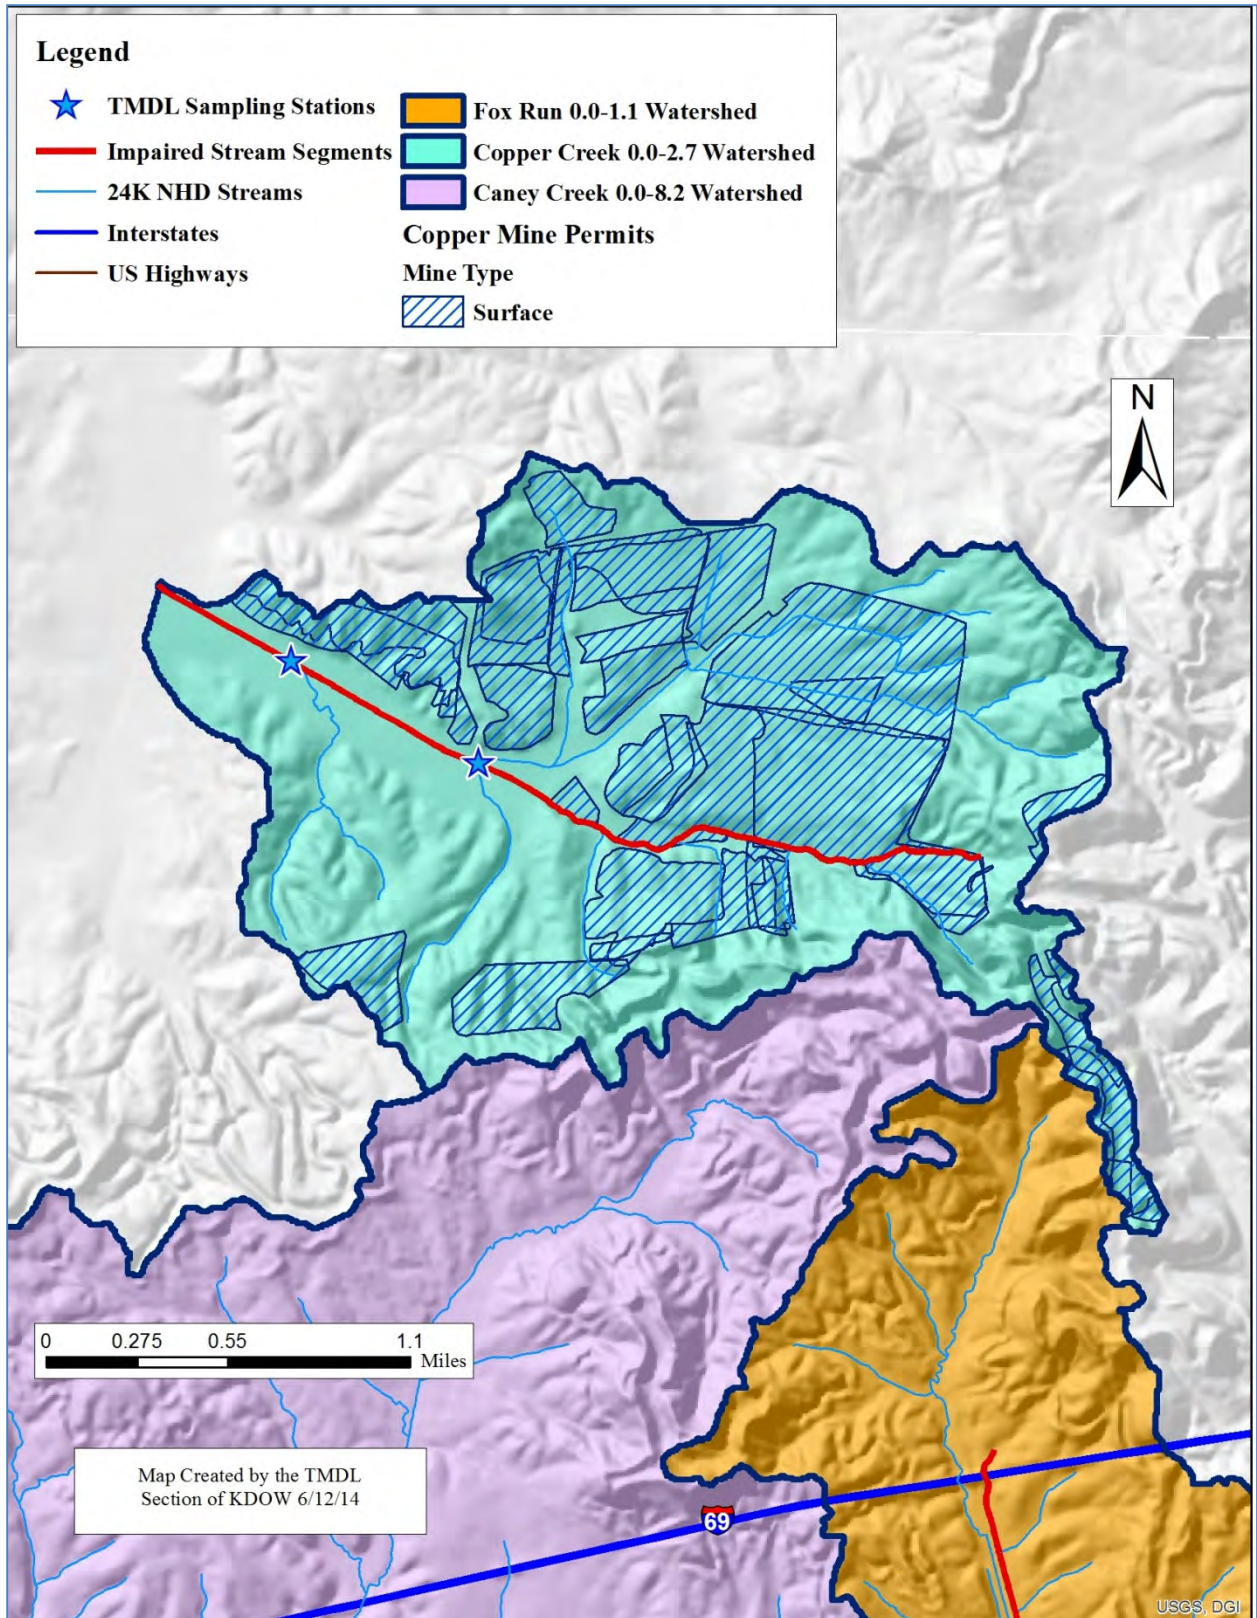 Legend
TMDL Sampling Stations
Impaired Stream Segments
24K NHD Streams
Interstates
US Highways
Fox Run 0.0-1.1 Watershed
Copper Creek 0.0-2.7 Watershed
Caney Creek 0.0-8.2 Watershed
Copper Mine Permits
Mine Type
Surface
N
0 0.275 0.55 1.1
Miles
Map Created by the TMDL
Section of KDOW 6/12/14
69
USGS, DGI